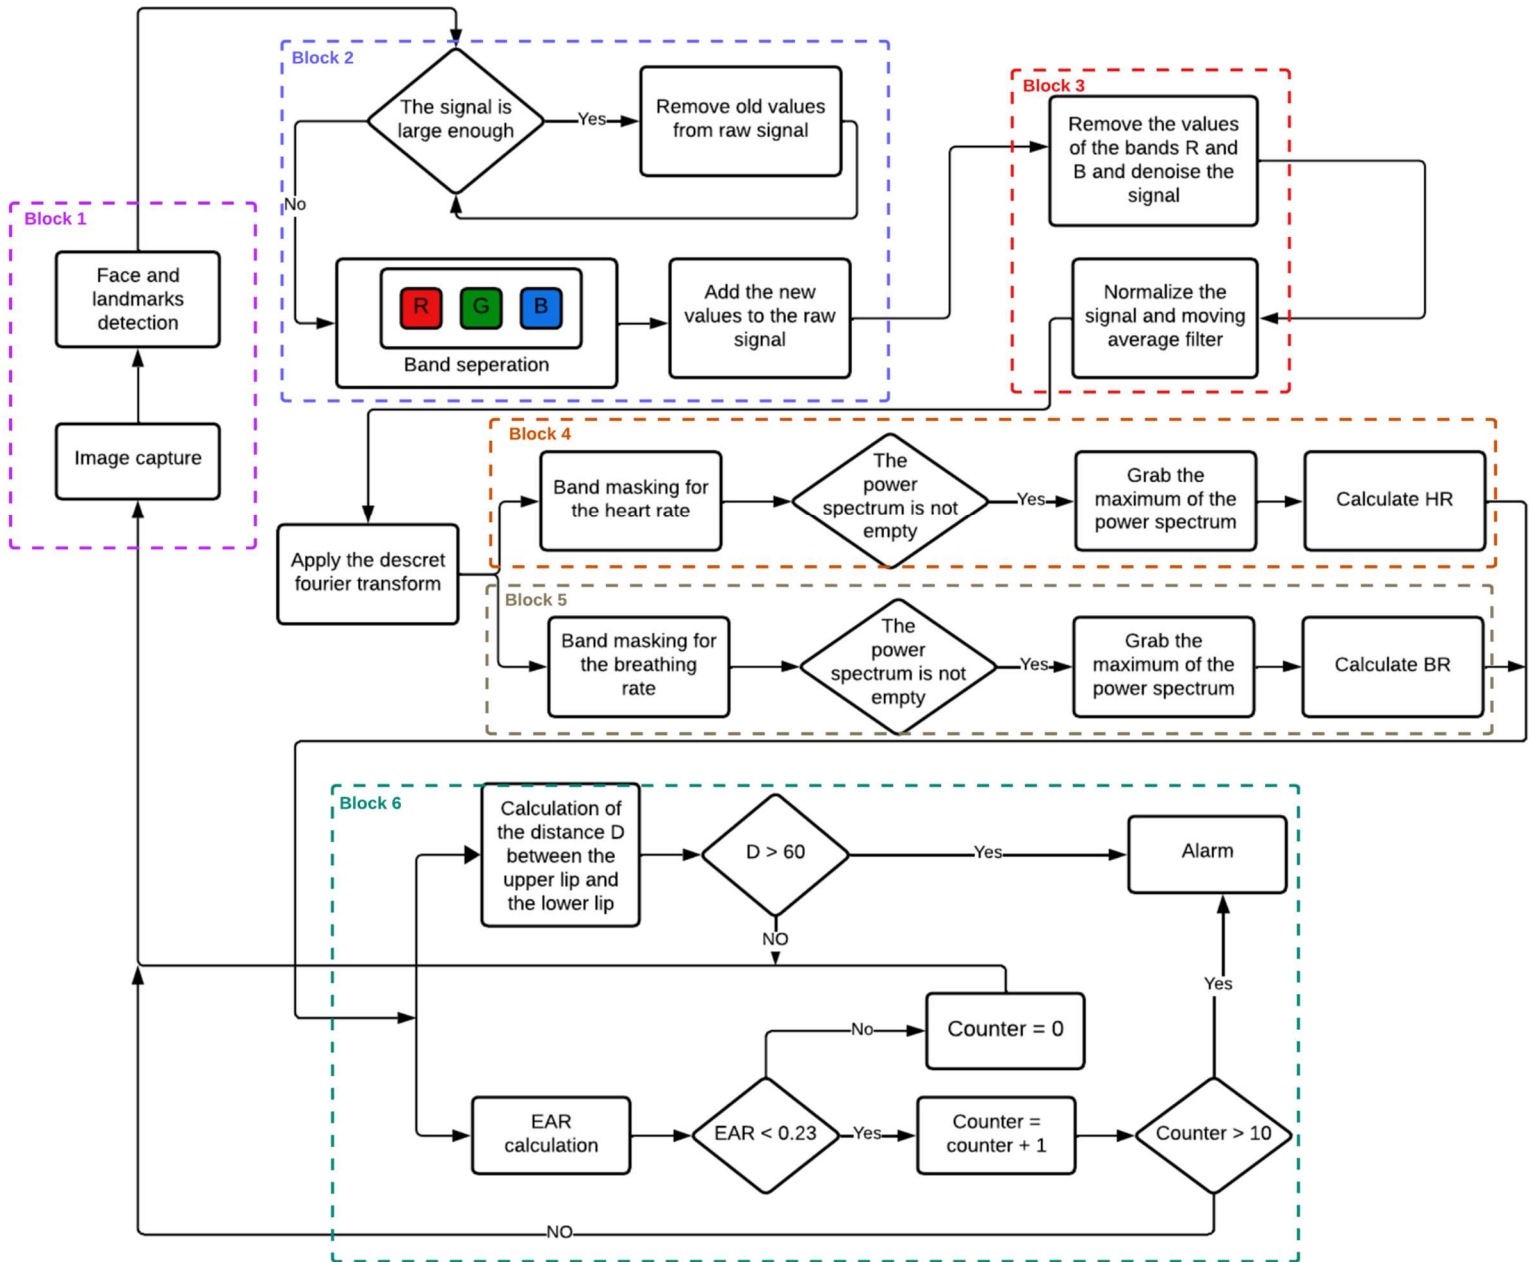 Block 1
Face and
landmarks
detection
Image capture
Block 2
The signal is
large enough
Yes
Remove old values
from raw signal
No
R
G
B
Band seperation
Add the new
values to the raw
signal
Block 3
Remove the values
of the bands R and
B and denoise the
signal
Normalize the
signal and moving
average filter
Apply the descret
fourier transform
Block 4
Band masking for
the heart rate
The
power
spectrum is not
empty
Yes
Grab the
maximum of the
power spectrum
Calculate HR
Block 5
Band masking for
the breathing
rate
The
power
spectrum is not
empty
Yes
Grab the
maximum of the
power spectrum
Calculate BR
Block 6
Calculation of
the distance D
between the
upper lip and
the lower lip
D > 60
Yes
Alarm
NO
Yes
No
Counter = 0
EAR
calculation
EAR < 0.23
Yes
Counter =
counter + 1
Counter > 10
NO